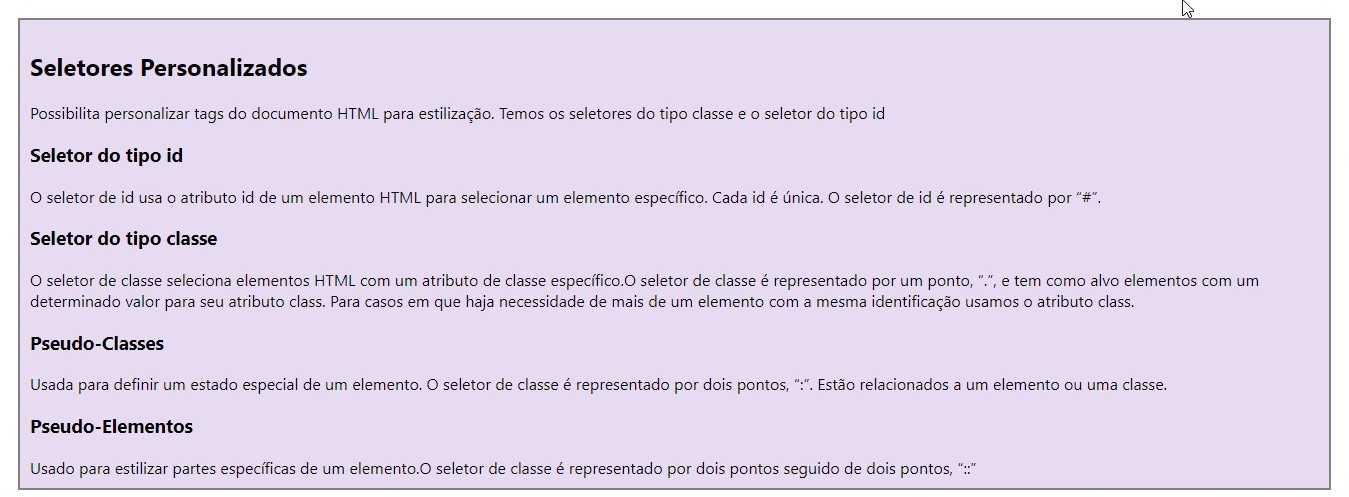 Seletores Personalizados
Possibilita personalizar tags do documento HTML para estilização. Temos os seletores do tipo classe e o seletor do tipo id
Seletor do tipo id
O seletor de id usa o atributo id de um elemento HTML para selecionar um elemento específico. Cada id é única. O seletor de id é representado por “#”.
Seletor do tipo classe
O seletor de classe seleciona elementos HTML com um atributo de classe específico.O seletor de classe é representado por um ponto, “.”, e tem como alvo elementos com um
determinado valor para seu atributo class. Para casos em que haja necessidade de mais de um elemento com a mesma identificação usamos o atributo class.
Pseudo-Classes
Usada para definir um estado especial de um elemento. O seletor de classe é representado por dois pontos, “:”. Estão relacionados a um elemento ou uma classe.
Pseudo-Elementos
Usado para estilizar partes específicas de um elemento.O seletor de classe é representado por dois pontos seguido de dois pontos, “::”